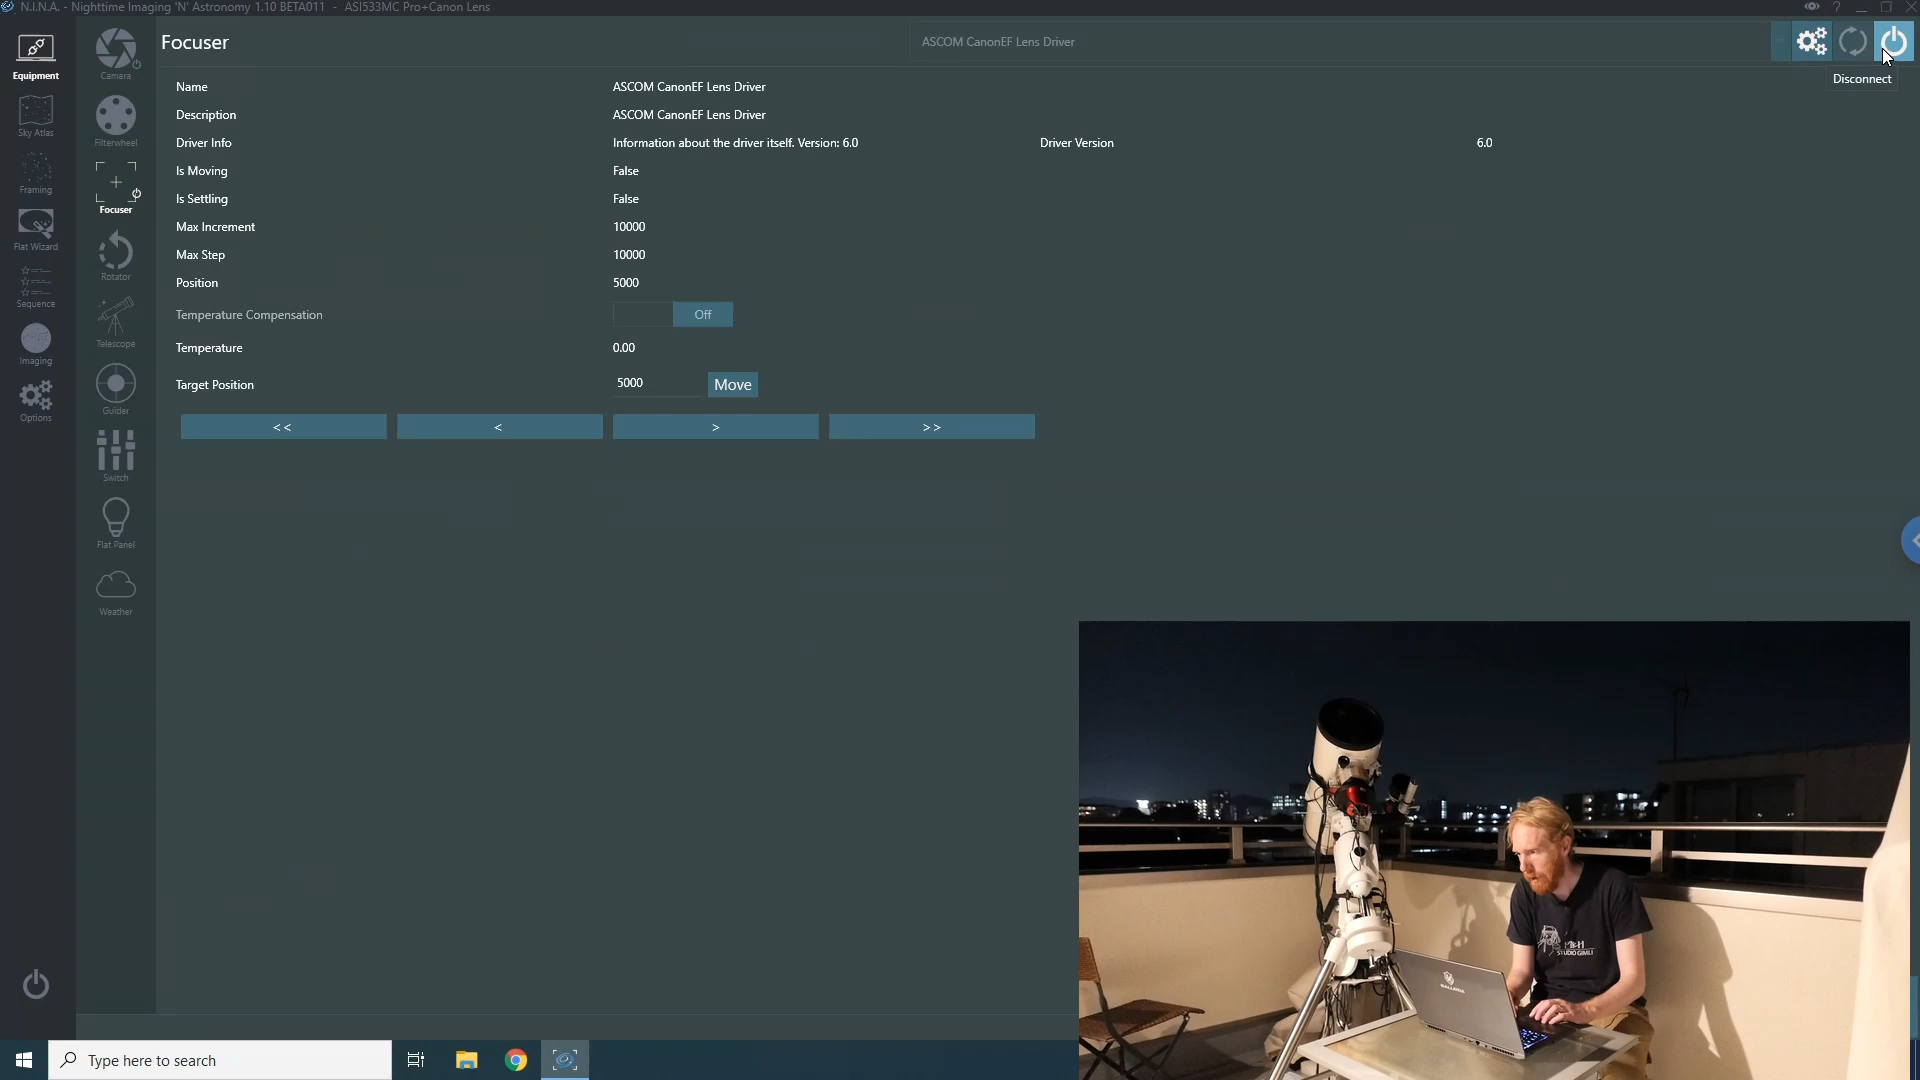 N.I.N.A. - Nighttime Imaging 'N' Astronomy 1.10 BETA011 - ASI533MC Pro+Canon Lens
Equipment
Sky Atlas
Framing
Flat Wizard
Sequence
Imaging
Options
Camera
Filterwheel
Focuser
Rotator
Telescope
Guider
Switch
Flat Panel
Weather
Focuser
ASCOM CanonEF Lens Driver
Disconnect
Name ASCOM CanonEF Lens Driver
Description ASCOM CanonEF Lens Driver
Driver Info Information about the driver itself. Version: 6.0 Driver Version 6.0
Is Moving False
Is Settling False
Max Increment 10000
Max Step 10000
Position 5000
Temperature Compensation Off
Temperature 0.00
Target Position 5000 Move
<< < > >>
STUDIO GIMLI
GALLERIA
Type here to search